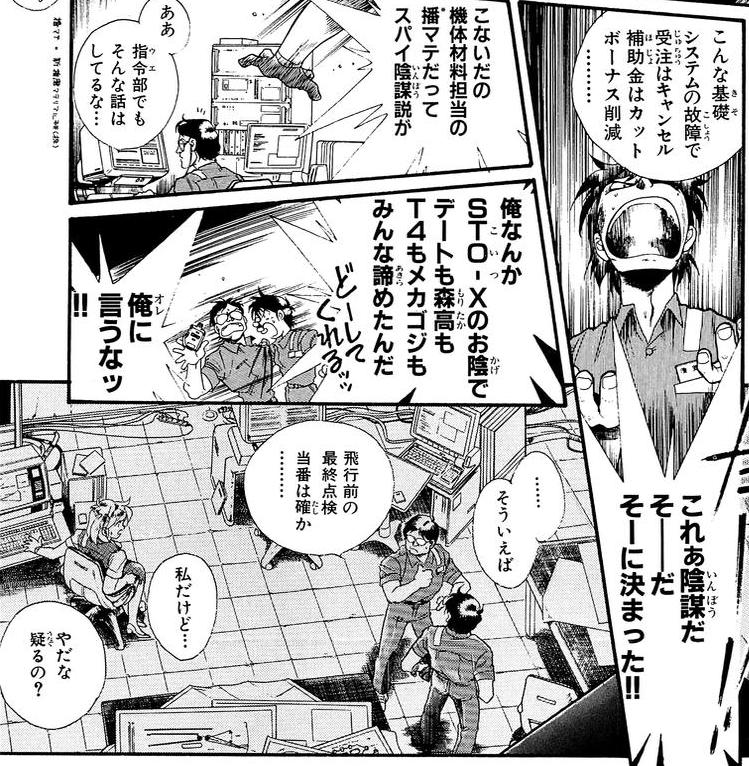 こんな基礎
システムの故障で
受注はキャンセル
補助金はカット
ボーナス削減
………
これぁ陰謀だ
そーだ
そーに決まった!!
こないだの
機体材料担当の
播マテだって
スパイ陰謀説が
ああ
指令部でも
そんな話は
してるな…
俺なんか
STO-Xのお陰で
デートも森高も
T4もメカゴジも
みんな諦めたんだ
どーして
くれるッ
俺に
言うなッ
!!
……
そういえば
飛行前の
最終点検
当番は確か
………
私だけど…
やだな
疑るの?